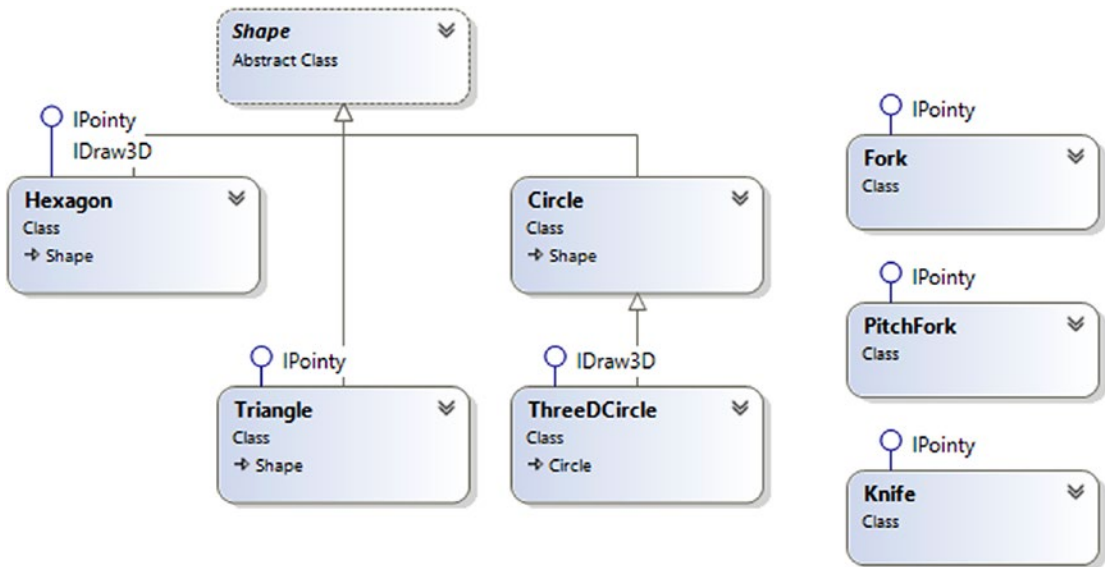 Shape
Abstract Class
IPointy
IDraw3D
Hexagon
Class
Shape
Circle
Class
Shape
IPointy
Triangle
Class
Shape
IDraw3D
ThreeDCircle
Class
Circle
IPointy
Fork
Class
IPointy
PitchFork
Class
IPointy
Knife
Class